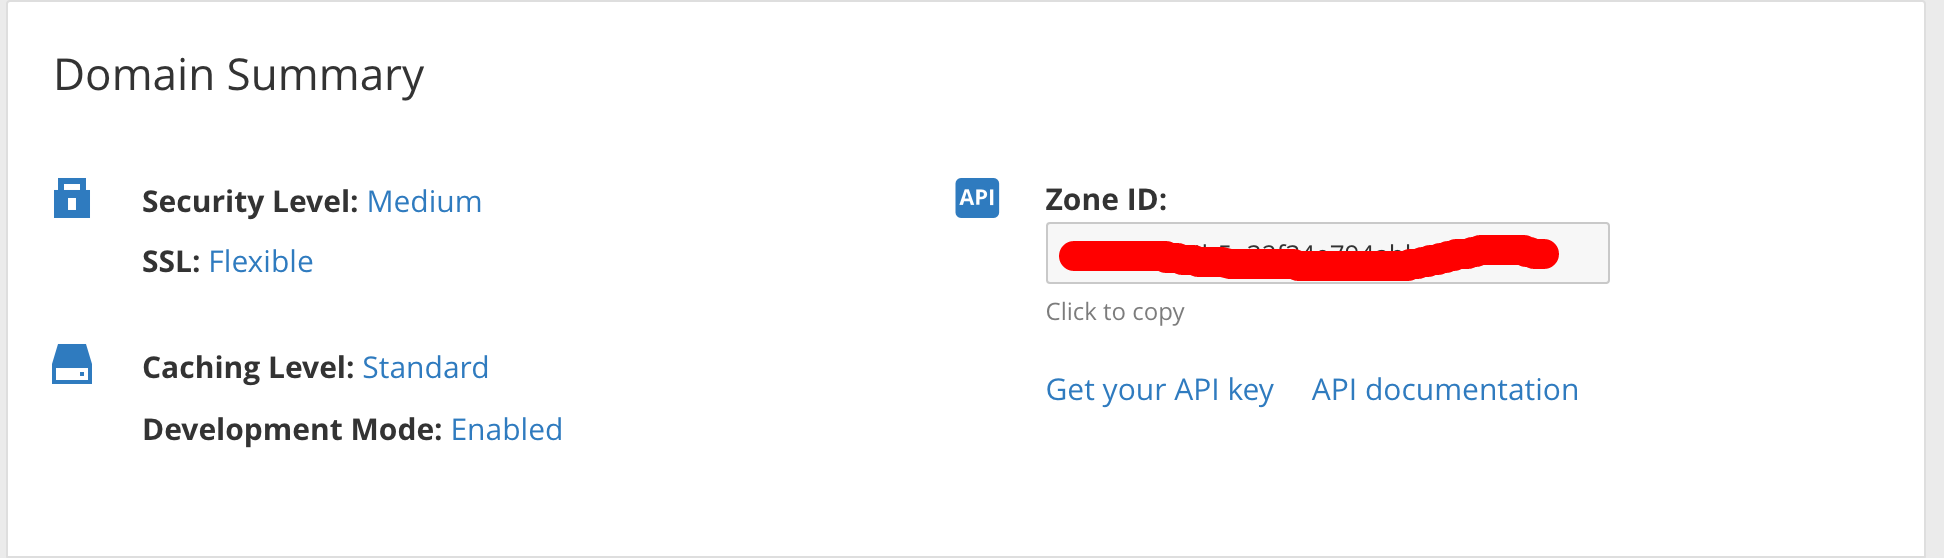 Domain Summary
Security Level: Medium
SSL: Flexible
Caching Level: Standard
Development Mode: Enabled
API
Zone ID:
Click to copy
Get your API key
API documentation